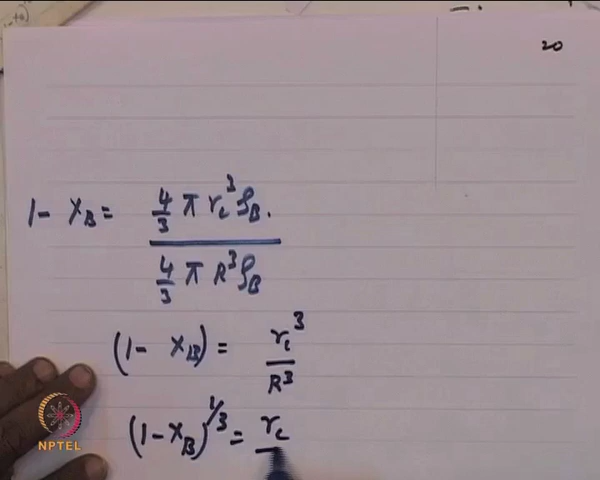 20
1 - X_B = (4/3 π r_c^3 ρ_B.) / (4/3 π R^3 ρ_B)
(1 - X_B) = r_c^3 / R^3
(1 - X_B)^(1/3) = r_c /
NPTEL